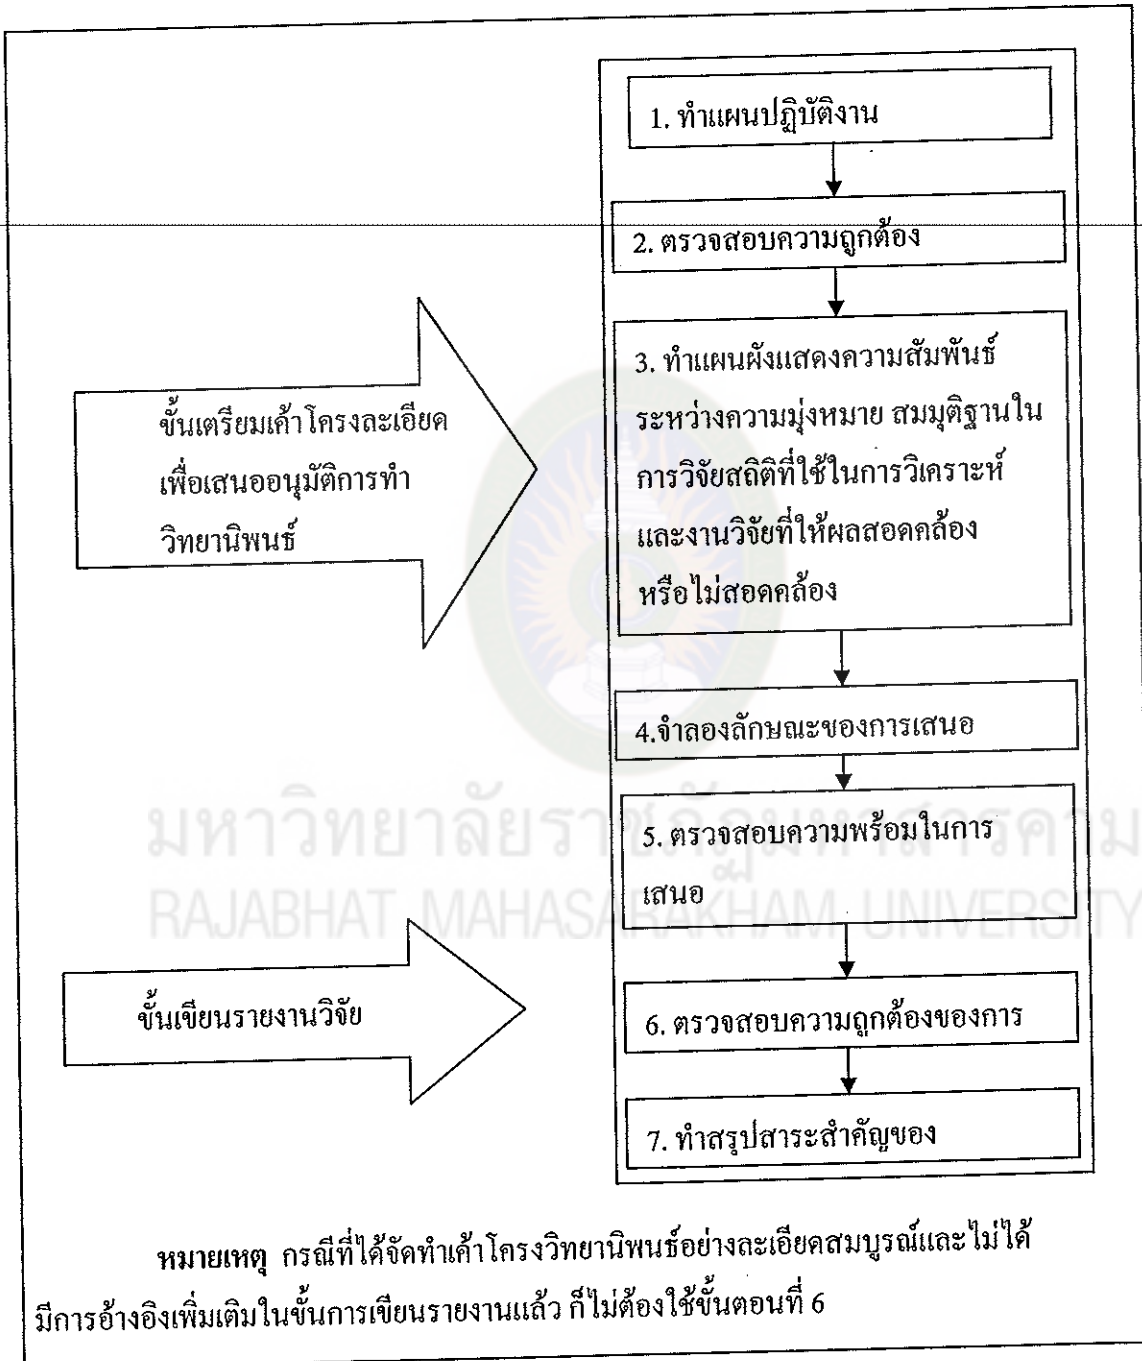 1. ทำแผนปฏิบัติงาน
2. ตรวจสอบความถูกต้อง
3. ทำแผนผังแสดงความสัมพันธ์
ระหว่างความมุ่งหมาย สมมุติฐานใน
การวิจัยสถิติที่ใช้ในการวิเคราะห์
และงานวิจัยที่ให้ผลสอดคล้อง
หรือไม่สอดคล้อง
ขั้นเตรียมเค้าโครงละเอียด
เพื่อเสนออนุมัติการทำ
วิทยานิพนธ์
4.จำลองลักษณะของการเสนอ
5. ตรวจสอบความพร้อมในการ
เสนอ
มหาวิทยาลัยราชภัฏมหาสารคาม
RAJABHAT MAHASARAKHAM UNIVERSITY
ขั้นเขียนรายงานวิจัย
6. ตรวจสอบความถูกต้องของการ
7. ทำสรุปสาระสำคัญของ
หมายเหตุ กรณีที่ได้จัดทำเค้าโครงวิทยานิพนธ์อย่างละเอียดสมบูรณ์และไม่ได้
มีการอ้างอิงเพิ่มเติมในขั้นการเขียนรายงานแล้ว ก็ไม่ต้องใช้ขั้นตอนที่ 6